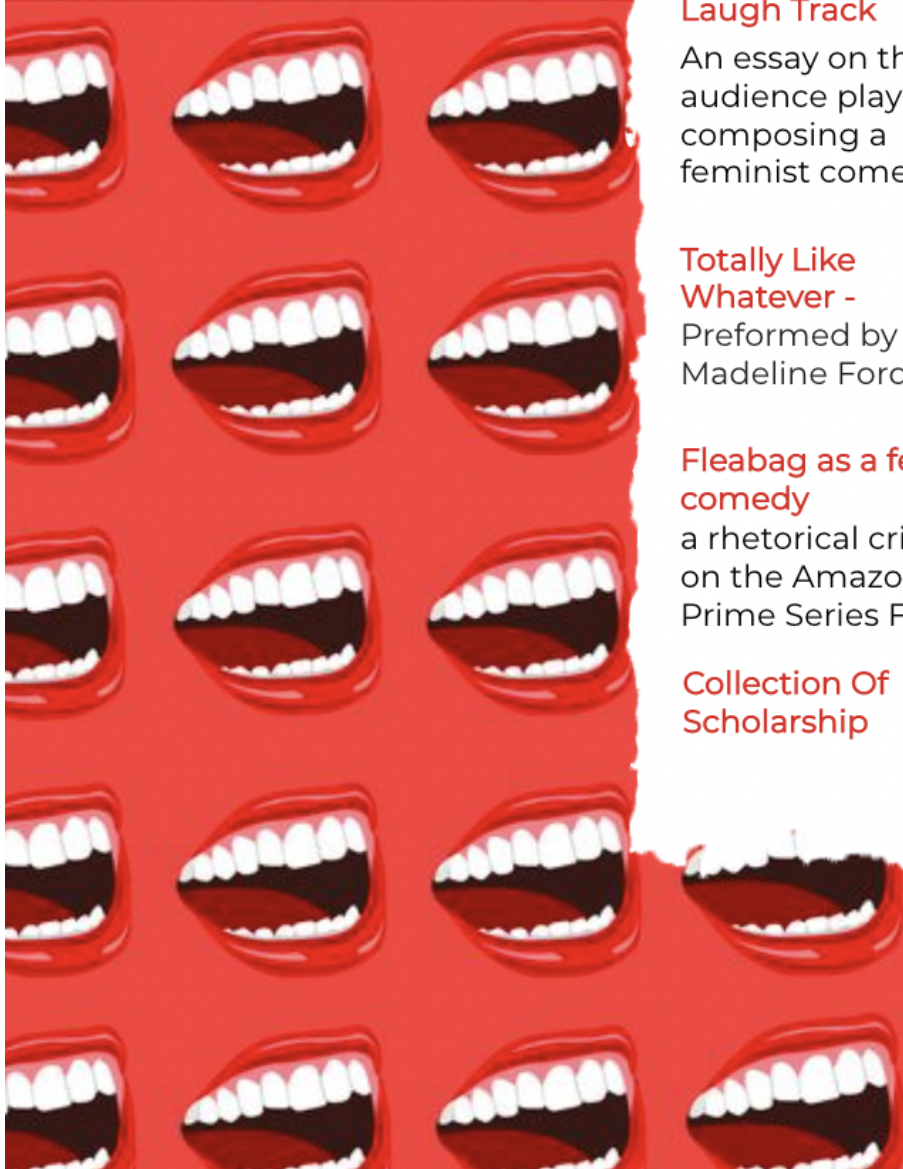 Laugh Track
An essay on th
audience play
composing a
feminist come
Totally Like
Whatever -
Preformed by
Madeline Ford
Fleabag as a fe
comedy
a rhetorical cri
on the Amazo
Prime Series F
Collection Of
Scholarship